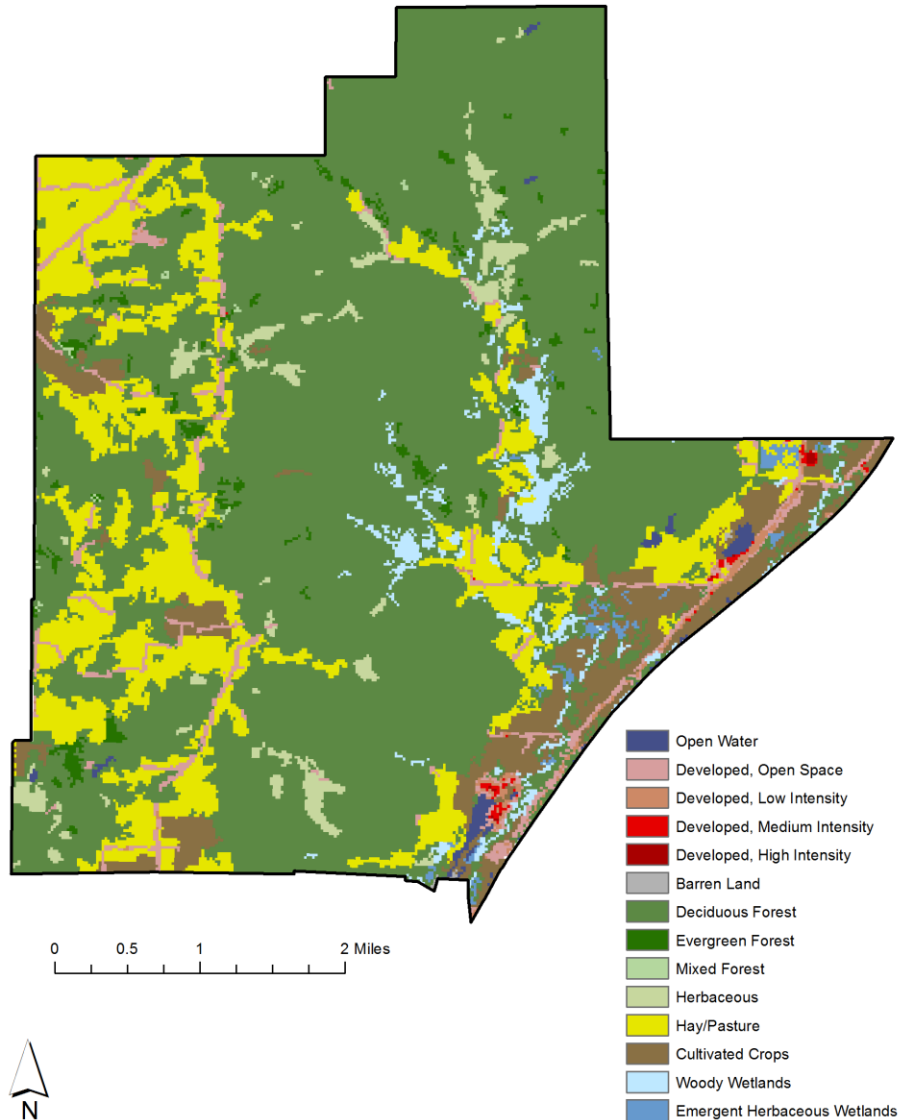 Open Water
Developed, Open Space
Developed, Low Intensity
Developed, Medium Intensity
Developed, High Intensity
Barren Land
Deciduous Forest
Evergreen Forest
Mixed Forest
Herbaceous
Hay/Pasture
Cultivated Crops
Woody Wetlands
Emergent Herbaceous Wetlands
0 0.5 1 2 Miles
N